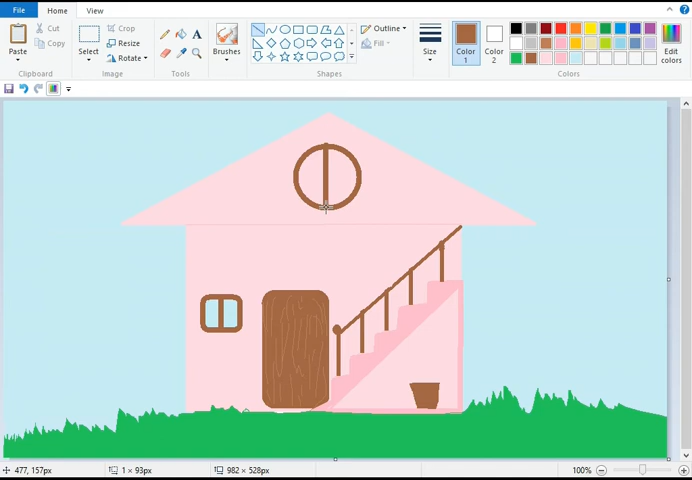 File Home View
Paste
Cut
Copy
Clipboard
Select
Crop
Resize
Rotate
Image
Tools
Brushes
Shapes
Outline
Fill
Size
Color 1
Color 2
Edit colors
Colors
477, 157px
1 × 93px
982 × 528px
100%